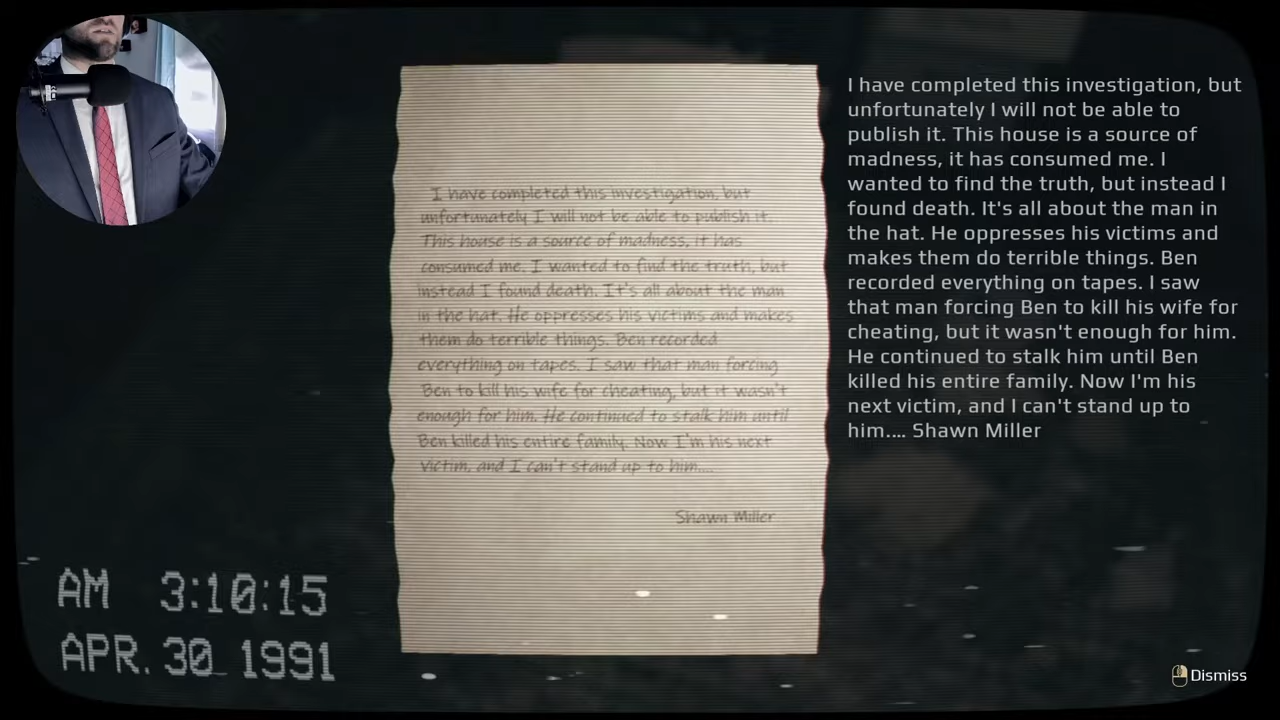 I have completed this investigation, but
unfortunately I will not be able to publish it.
This house is a source of madness, it has
consumed me. I wanted to find the truth, but
instead I found death. It's all about the man
in the hat. He oppresses his victims and makes
them do terrible things. Ben recorded
everything on tapes. I saw that man forcing
Ben to kill his wife for cheating, but it wasn't
enough for him. He continued to stalk him until
Ben killed his entire family. Now I'm his next
victim, and I can't stand up to him....
Shawn Miller
I have completed this investigation, but
unfortunately I will not be able to
publish it. This house is a source of
madness, it has consumed me. I
wanted to find the truth, but instead I
found death. It's all about the man in
the hat. He oppresses his victims and
makes them do terrible things. Ben
recorded everything on tapes. I saw
that man forcing Ben to kill his wife for
cheating, but it wasn't enough for him.
He continued to stalk him until Ben
killed his entire family. Now I'm his
next victim, and I can't stand up to
him.... Shawn Miller
AM 3:10:15
APR. 30 1991
Dismiss